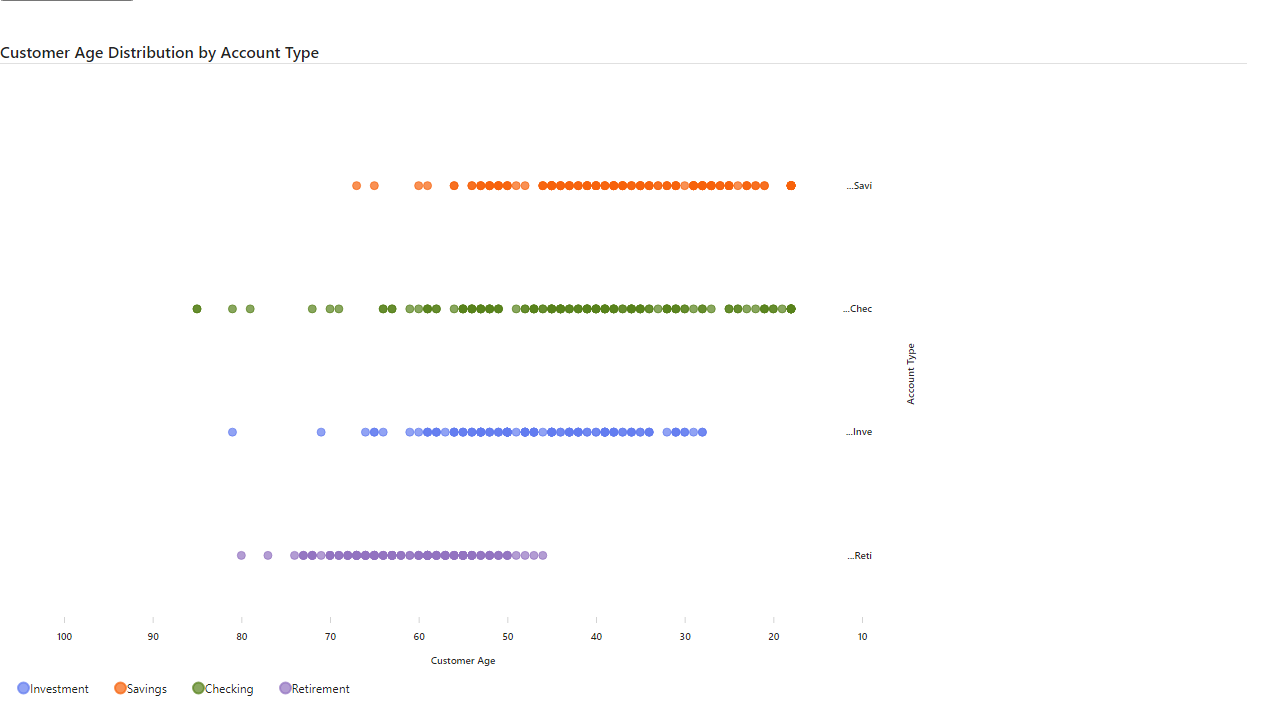 Customer Age Distribution by Account Type
...Savi
...Chec
Account Type
...Inve
...Reti
100 90 80 70 60 50 40 30 20 10
Customer Age
Investment Savings Checking Retirement